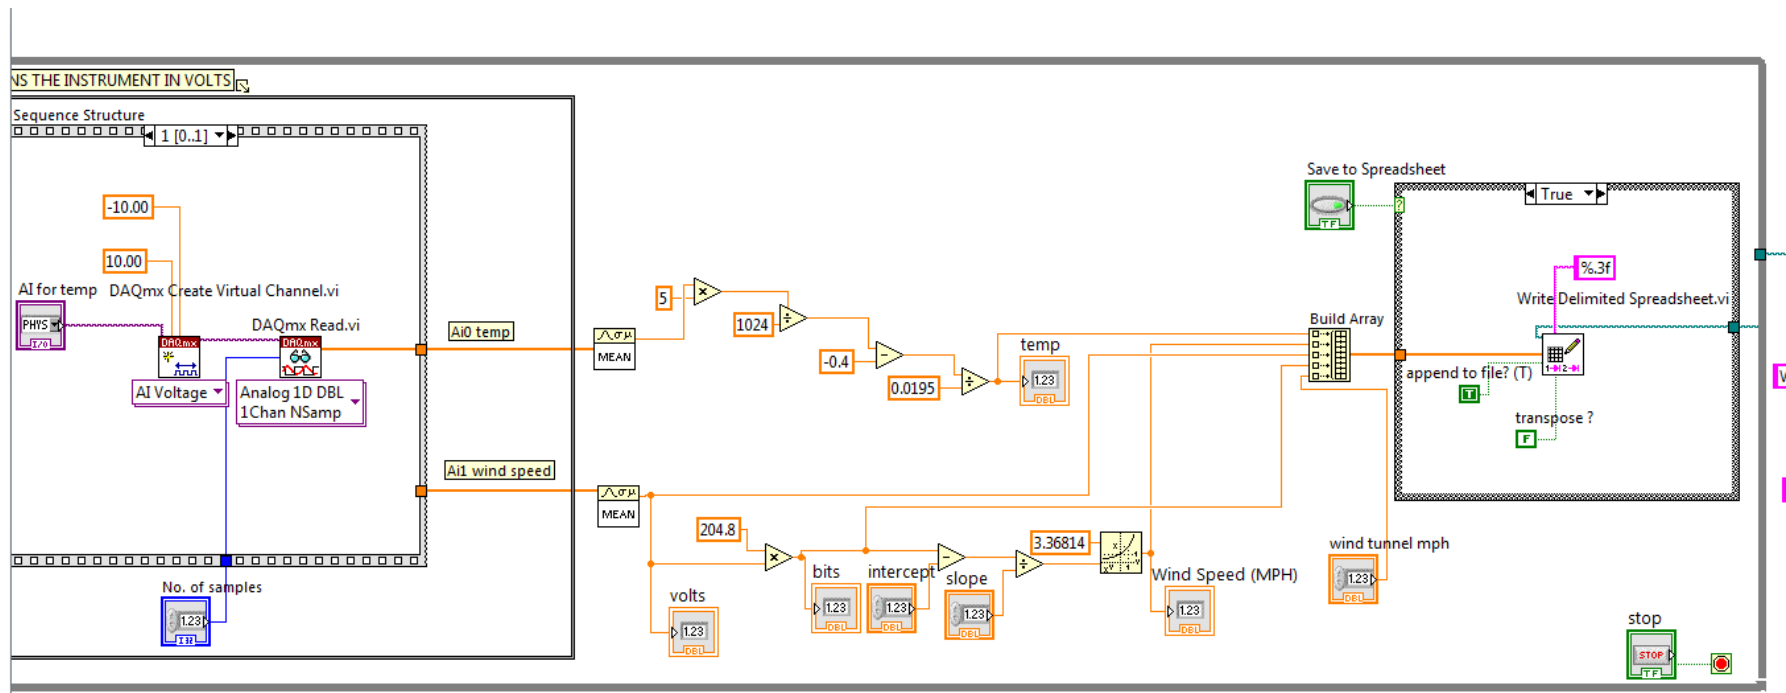 NS THE INSTRUMENT IN VOLTS
Sequence Structure
1 [0..1]
-10.00
10.00
AI for temp
DAQmx Create Virtual Channel.vi
PHYS
I/O
DAQmx
DAQmx Read.vi
DAQmx
AI Voltage
Analog 1D DBL
1Chan NSamp
No. of samples
1.23
I32
Ai0 temp
Ai1 wind speed
σμ
MEAN
σμ
MEAN
5
×
1024
÷
-0.4
−
0.0195
÷
temp
1.23
DBL
204.8
×
bits
1.23
DBL
volts
1.23
DBL
intercept
1.23
DBL
−
slope
1.23
DBL
÷
3.36814
Wind Speed (MPH)
1.23
DBL
Build Array
wind tunnel mph
1.23
DBL
Save to Spreadsheet
TF
?
True
%.3f
Write Delimited Spreadsheet.vi
append to file? (T)
T
transpose ?
F
stop
STOP
TF